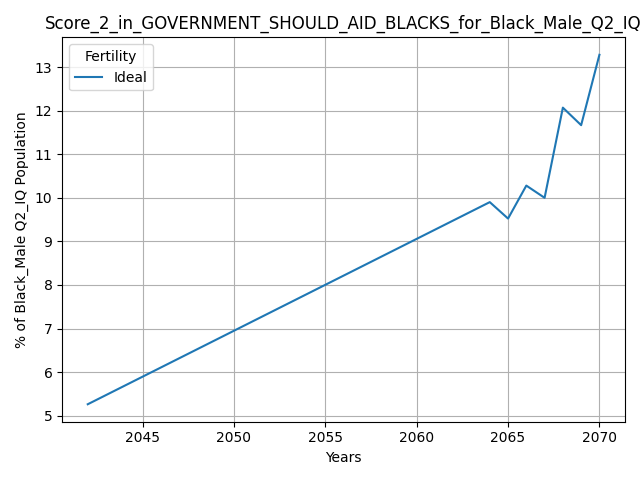 Score_2_in_GOVERNMENT_SHOULD_AID_BLACKS_for_Black_Male_Q2_IQ
Fertility
Ideal
% of Black_Male Q2_IQ Population
13
12
11
10
9
8
7
6
5
2045 2050 2055 2060 2065 2070
Years